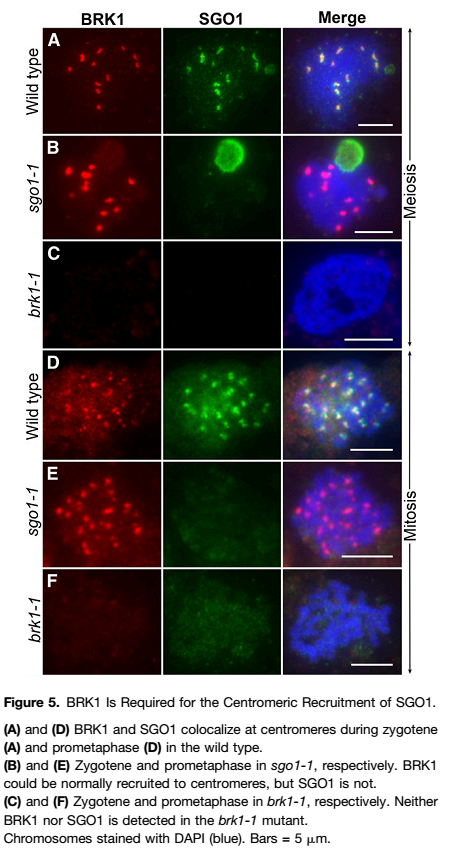 BRK1 SGO1 Merge
A
Wild type
B
sgo1-1
Meiosis
C
brk1-1
D
Wild type
E
sgo1-1
Mitosis
F
brk1-1
Figure 5. BRK1 Is Required for the Centromeric Recruitment of SGO1.
(A) and (D) BRK1 and SGO1 colocalize at centromeres during zygotene
(A) and prometaphase (D) in the wild type.
(B) and (E) Zygotene and prometaphase in sgo1-1, respectively. BRK1
could be normally recruited to centromeres, but SGO1 is not.
(C) and (F) Zygotene and prometaphase in brk1-1, respectively. Neither
BRK1 nor SGO1 is detected in the brk1-1 mutant.
Chromosomes stained with DAPI (blue). Bars = 5 μm.